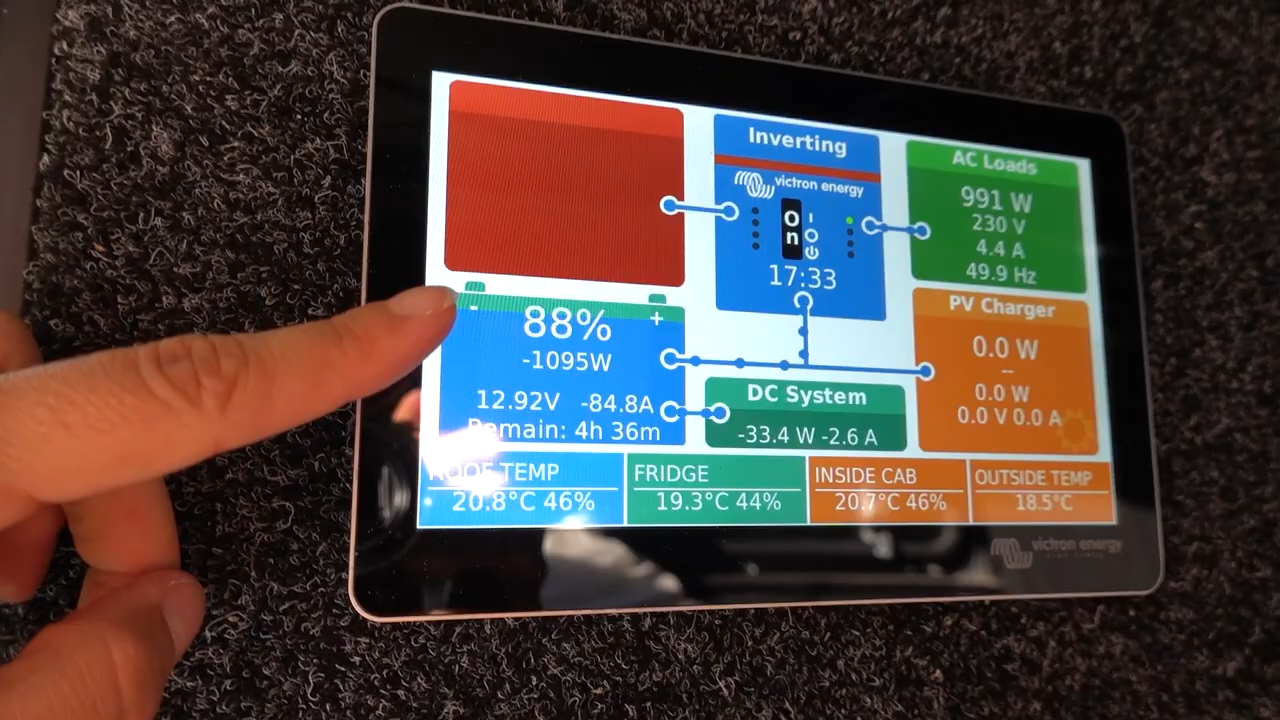 Inverting
victron energy
On
17:33
AC Loads
991 W
230 V
4.4 A
49.9 Hz
- +
88%
-1095W
12.92V -84.8A
Remain: 4h 36m
DC System
-33.4 W -2.6 A
PV Charger
0.0 W
--
0.0 W
0.0 V 0.0 A
ROOF TEMP
20.8°C 46%
FRIDGE
19.3°C 44%
INSIDE CAB
20.7°C 46%
OUTSIDE TEMP
18.5°C
victron energy